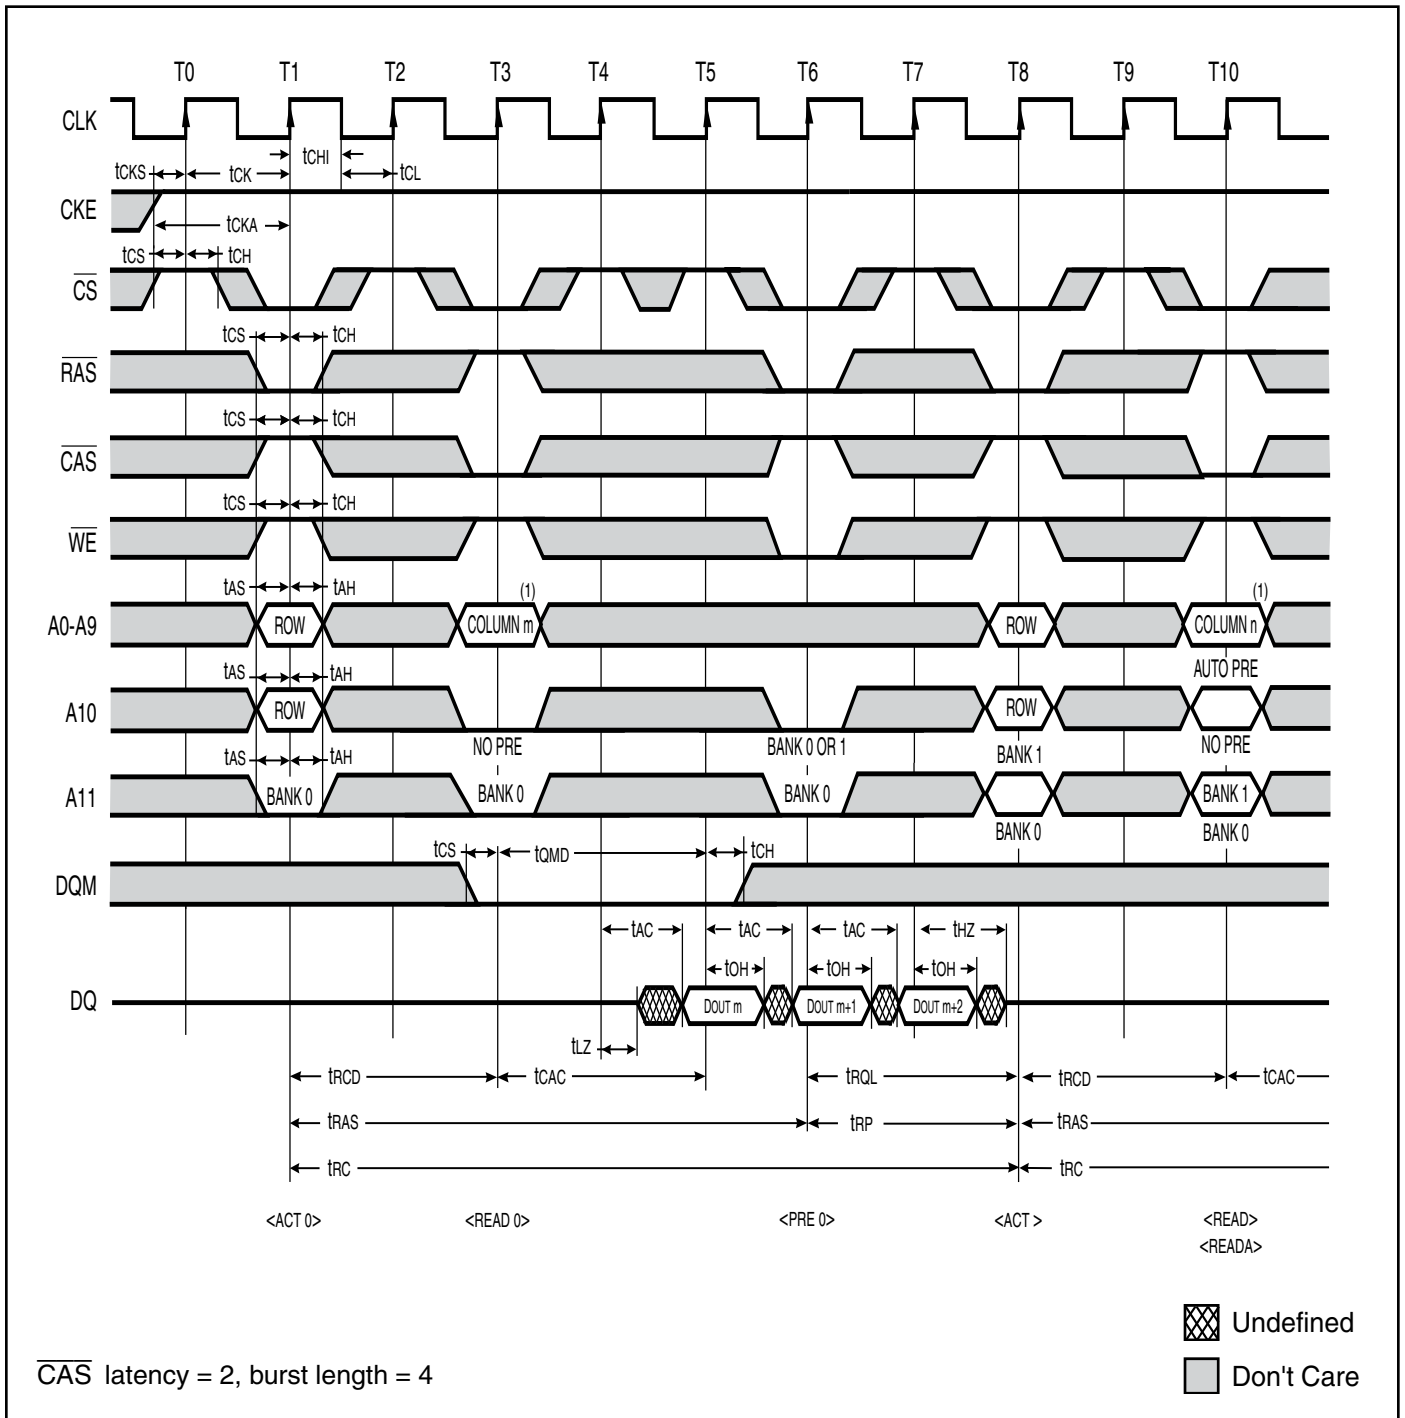 T0 T1 T2 T3 T4 T5 T6 T7 T8 T9 T10
CLK
tCHI
tCKS tCK tCL
CKE
tCKA
tCS tCH
CS
tCS tCH
RAS
tCS tCH
CAS
tCS tCH
WE
tAS tAH (1) (1)
A0-A9 ROW COLUMN m ROW COLUMN n
tAS tAH AUTO PRE
A10 ROW ROW
NO PRE BANK 0 OR 1 BANK 1 NO PRE
tAS tAH
A11 BANK 0 BANK 0 BANK 0 BANK 1
BANK 0 BANK 0
tCS tQMD tCH
DQM
tAC tAC tAC tHZ
tOH tOH tOH
DQ DOUT m DOUT m+1 DOUT m+2
tLZ
tRCD tCAC tRQL tRCD tCAC
tRAS tRP tRAS
tRC tRC
<ACT 0> <READ 0> <PRE 0> <ACT > <READ>
<READA>
Undefined
CAS latency = 2, burst length = 4
Don't Care